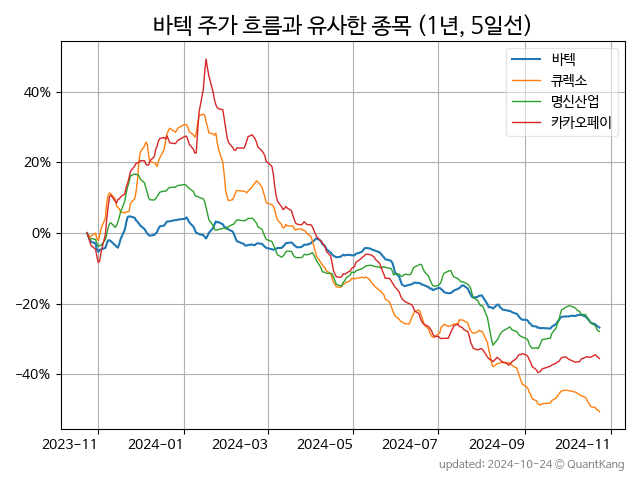 바텍 주가 흐름과 유사한 종목 (1년, 5일선)
바텍
큐렉소
명신산업
카카오페이
40%
20%
0%
−20%
−40%
2023-11
2024-01
2024-03
2024-05
2024-07
2024-09
2024-11
updated: 2024-10-24 © QuantKang